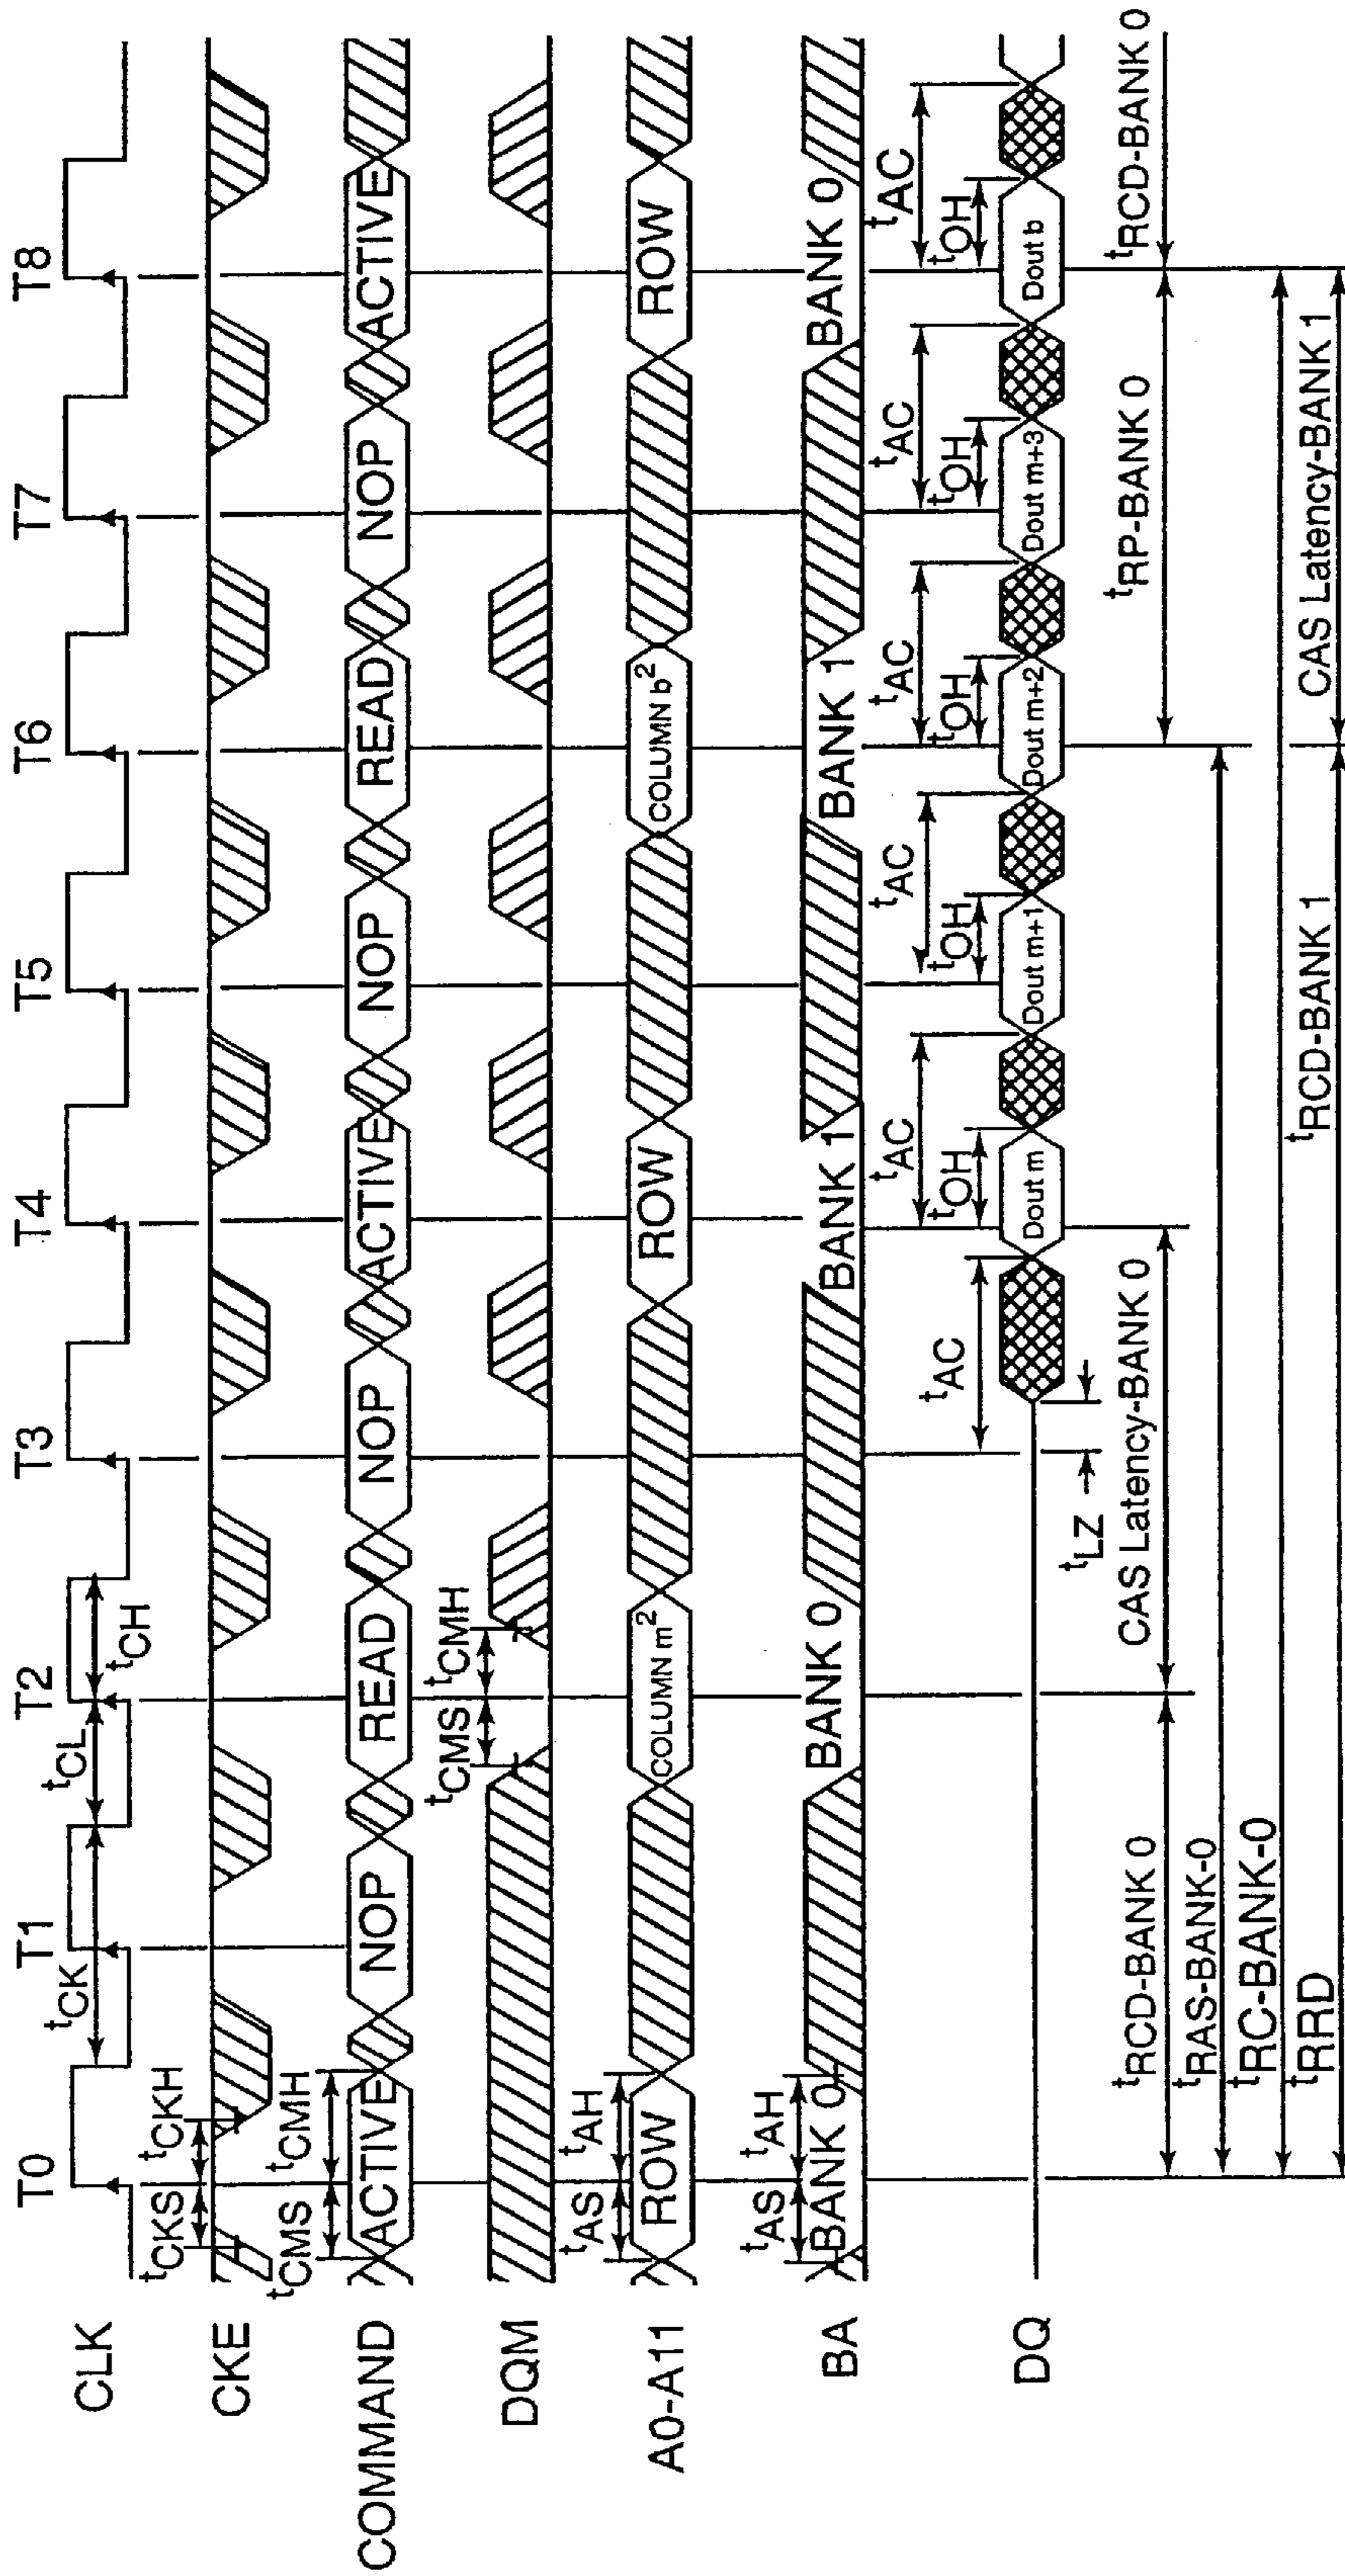 T0 T1 T2 T3 T4 T5 T6 T7 T8
CLK
tCK tCL tCH
CKE
tCKS tCKH
COMMAND
tCMS tCMH
ACTIVE NOP READ NOP ACTIVE NOP READ NOP ACTIVE
DQM
tCMS tCMH
A0-A11
tAS tAH
ROW COLUMN m² ROW COLUMN b² ROW
BA
tAS tAH
BANK 0 BANK 0 BANK 1 BANK 1 BANK 0
DQ
tAC tAC tAC tAC tAC tAC
tOH tOH tOH tOH tOH
Dout m Dout m+1 Dout m+2 Dout m+3 Dout b
tLZ
tRCD-BANK 0 CAS Latency-BANK 0 tRP-BANK 0 tRCD-BANK 0
tRAS-BANK-0
tRC-BANK-0
tRRD tRCD-BANK 1 CAS Latency-BANK 1